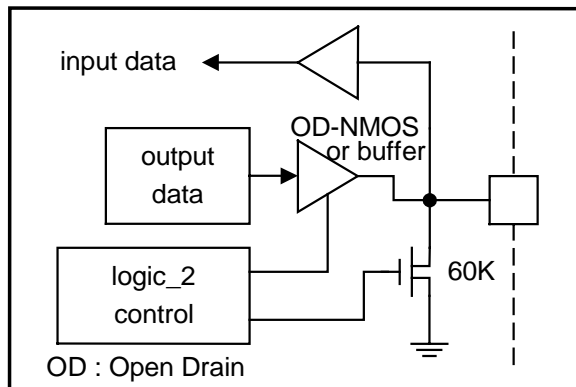 input data
OD-NMOS
or buffer
output
data
logic_2
control
60K
OD : Open Drain